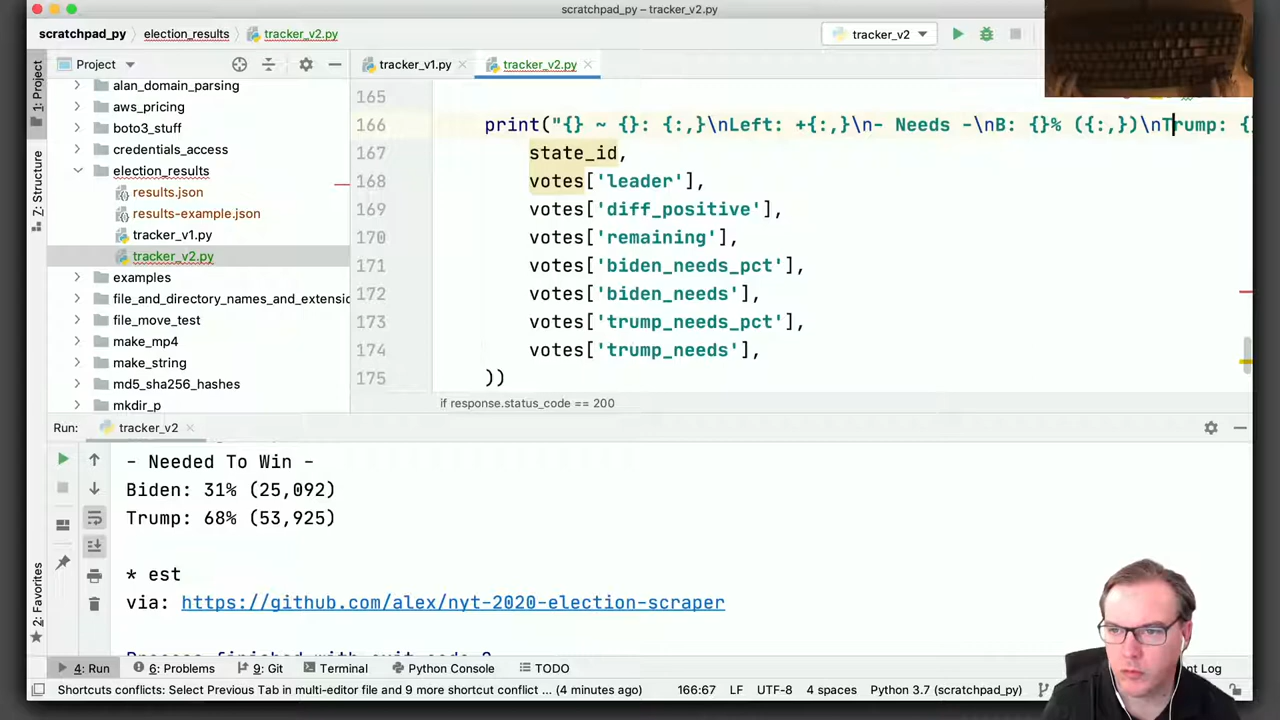 scratchpad_py – tracker_v2.py
scratchpad_py election_results tracker_v2.py tracker_v2
1: Project
Project
tracker_v1.py tracker_v2.py
alan_domain_parsing
aws_pricing
boto3_stuff
credentials_access
election_results
results.json
results-example.json
tracker_v1.py
tracker_v2.py
examples
file_and_directory_names_and_extensio
file_move_test
make_mp4
make_string
md5_sha256_hashes
mkdir_p
Z: Structure
2: Favorites
165
166 print("{} ~ {}: {:,}\nLeft: +{:,}\n- Needs -\nB: {}% ({:,})\nTrump: {}
167 state_id,
168 votes['leader'],
169 votes['diff_positive'],
170 votes['remaining'],
171 votes['biden_needs_pct'],
172 votes['biden_needs'],
173 votes['trump_needs_pct'],
174 votes['trump_needs'],
175 ))
if response.status_code == 200
Run: tracker_v2
- Needed To Win -
Biden: 31% (25,092)
Trump: 68% (53,925)
* est
via: https://github.com/alex/nyt-2020-election-scraper
4: Run 6: Problems 9: Git Terminal Python Console TODO nt Log
Shortcuts conflicts: Select Previous Tab in multi-editor file and 9 more shortcut conflict ... (4 minutes ago) 166:67 LF UTF-8 4 spaces Python 3.7 (scratchpad_py)